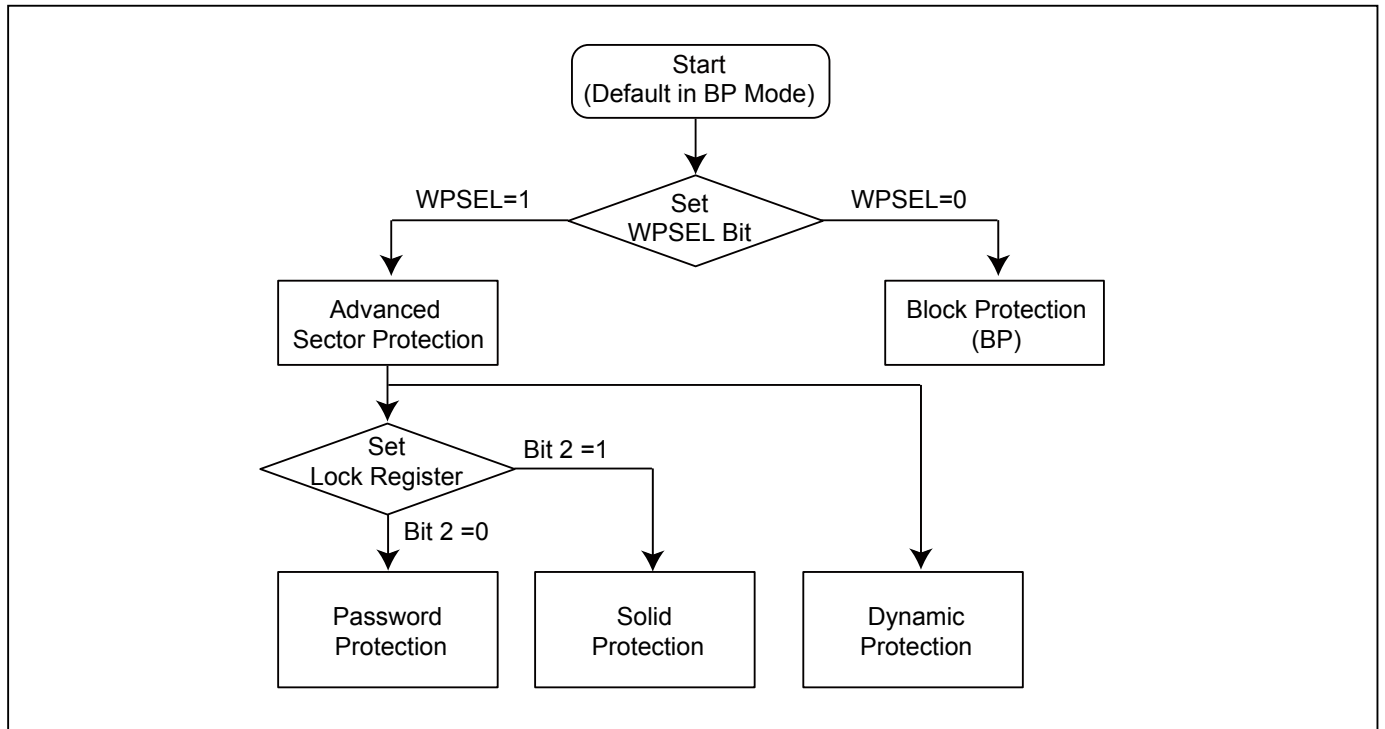 Start
(Default in BP Mode)
WPSEL=1
Set
WPSEL Bit
WPSEL=0
Advanced
Sector Protection
Block Protection
(BP)
Set
Lock Register
Bit 2 =1
Bit 2 =0
Password
Protection
Solid
Protection
Dynamic
Protection